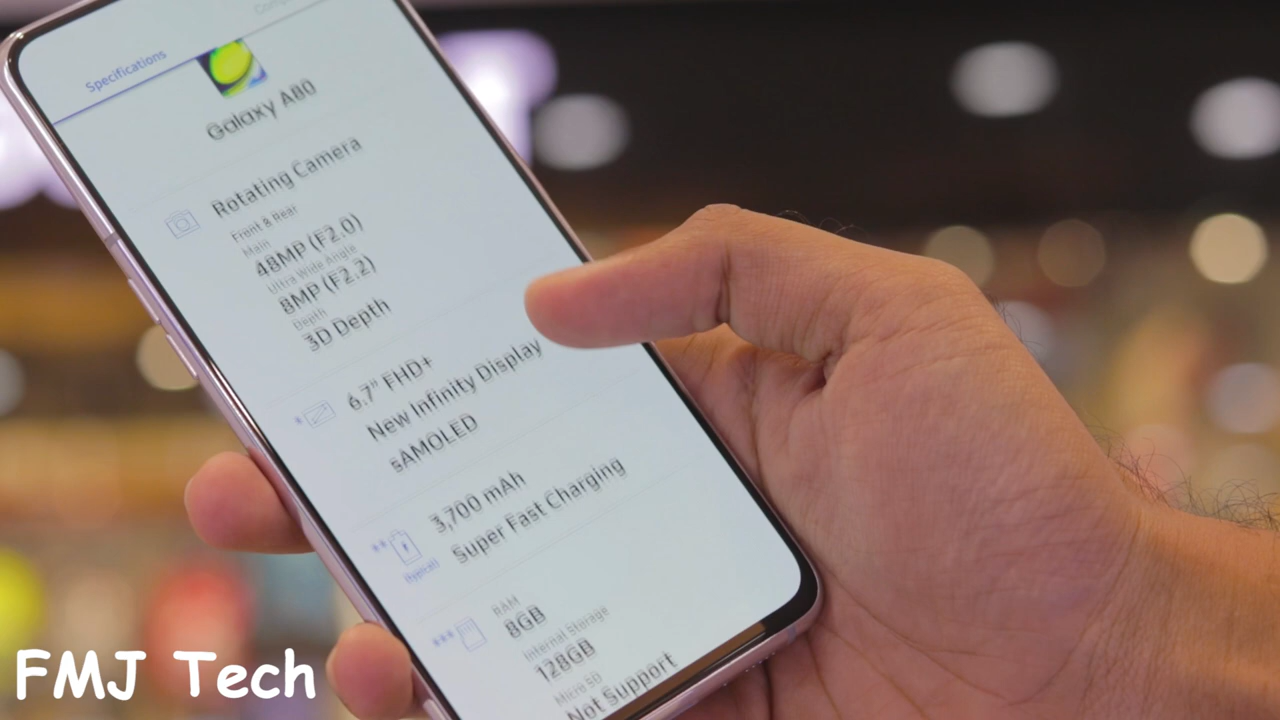 Specifications
Galaxy A80
Rotating Camera
Front & Rear
Main
48MP (F2.0)
Ultra Wide Angle
8MP (F2.2)
Depth
3D Depth
6.7" FHD+
New Infinity Display
sAMOLED
3,700 mAh
(typical)
Super Fast Charging
RAM
8GB
Internal Storage
128GB
Micro SD
Not Support
FMJ Tech